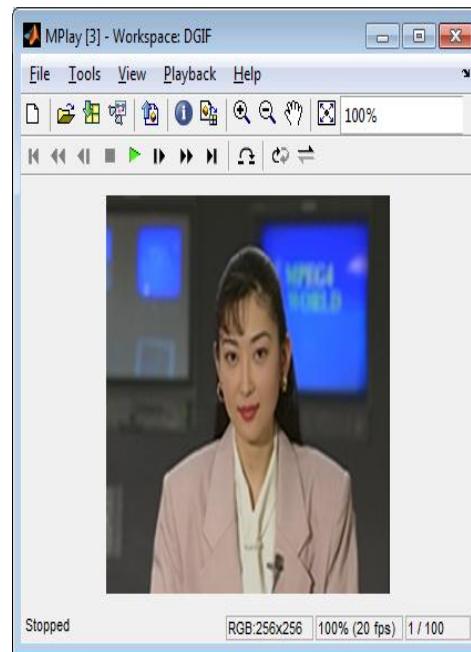 MPlay [3] - Workspace: DGIF
File Tools View Playback Help
100%
MPEG4
WORLD
Stopped
RGB:256x256
100% (20 fps)
1 / 100